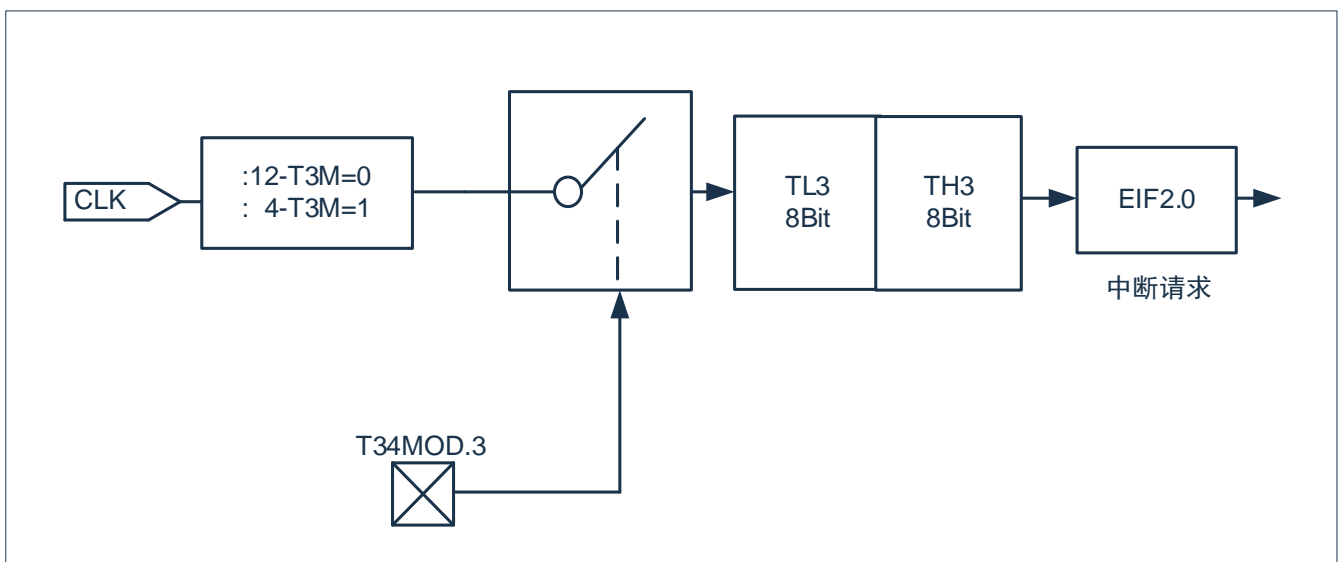 CLK
:12-T3M=0
: 4-T3M=1
TL3
8Bit
TH3
8Bit
EIF2.0
中断请求
T34MOD.3